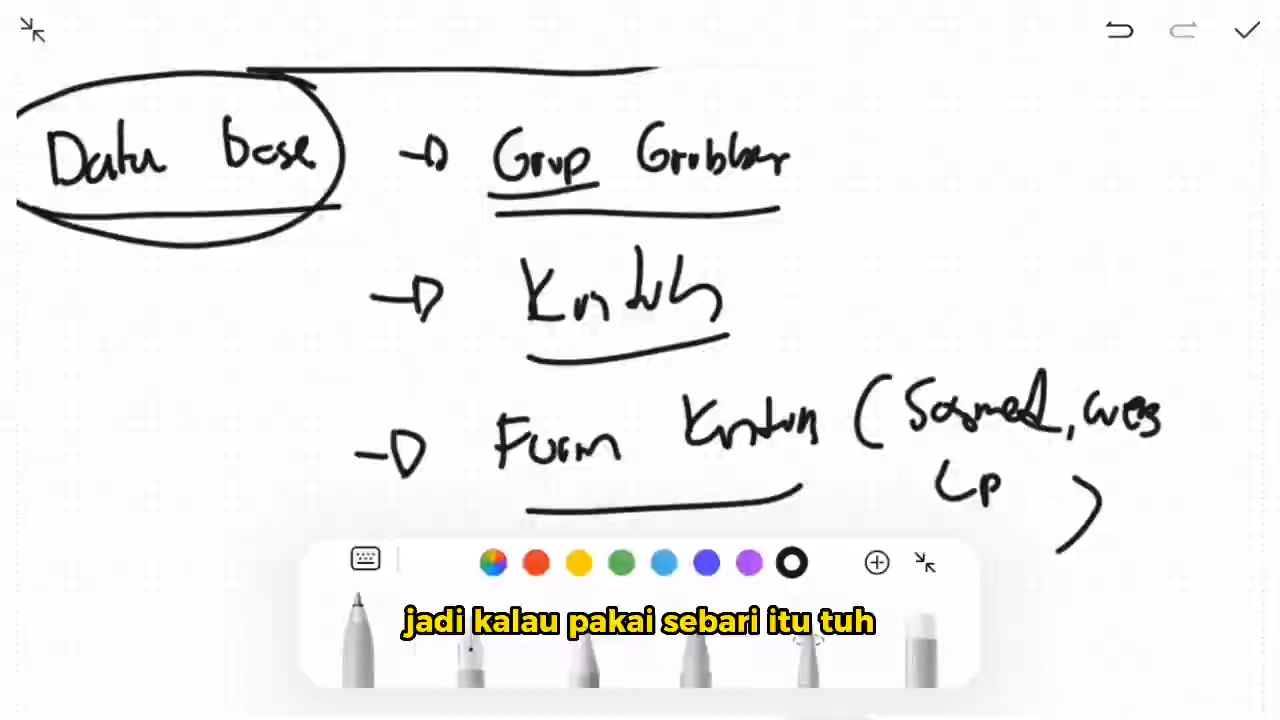 Data base → Grup Grabber
→ Kontak
→ Form Kontak (Sosmed, Web
LP )
jadi kalau pakai sebari itu tuh